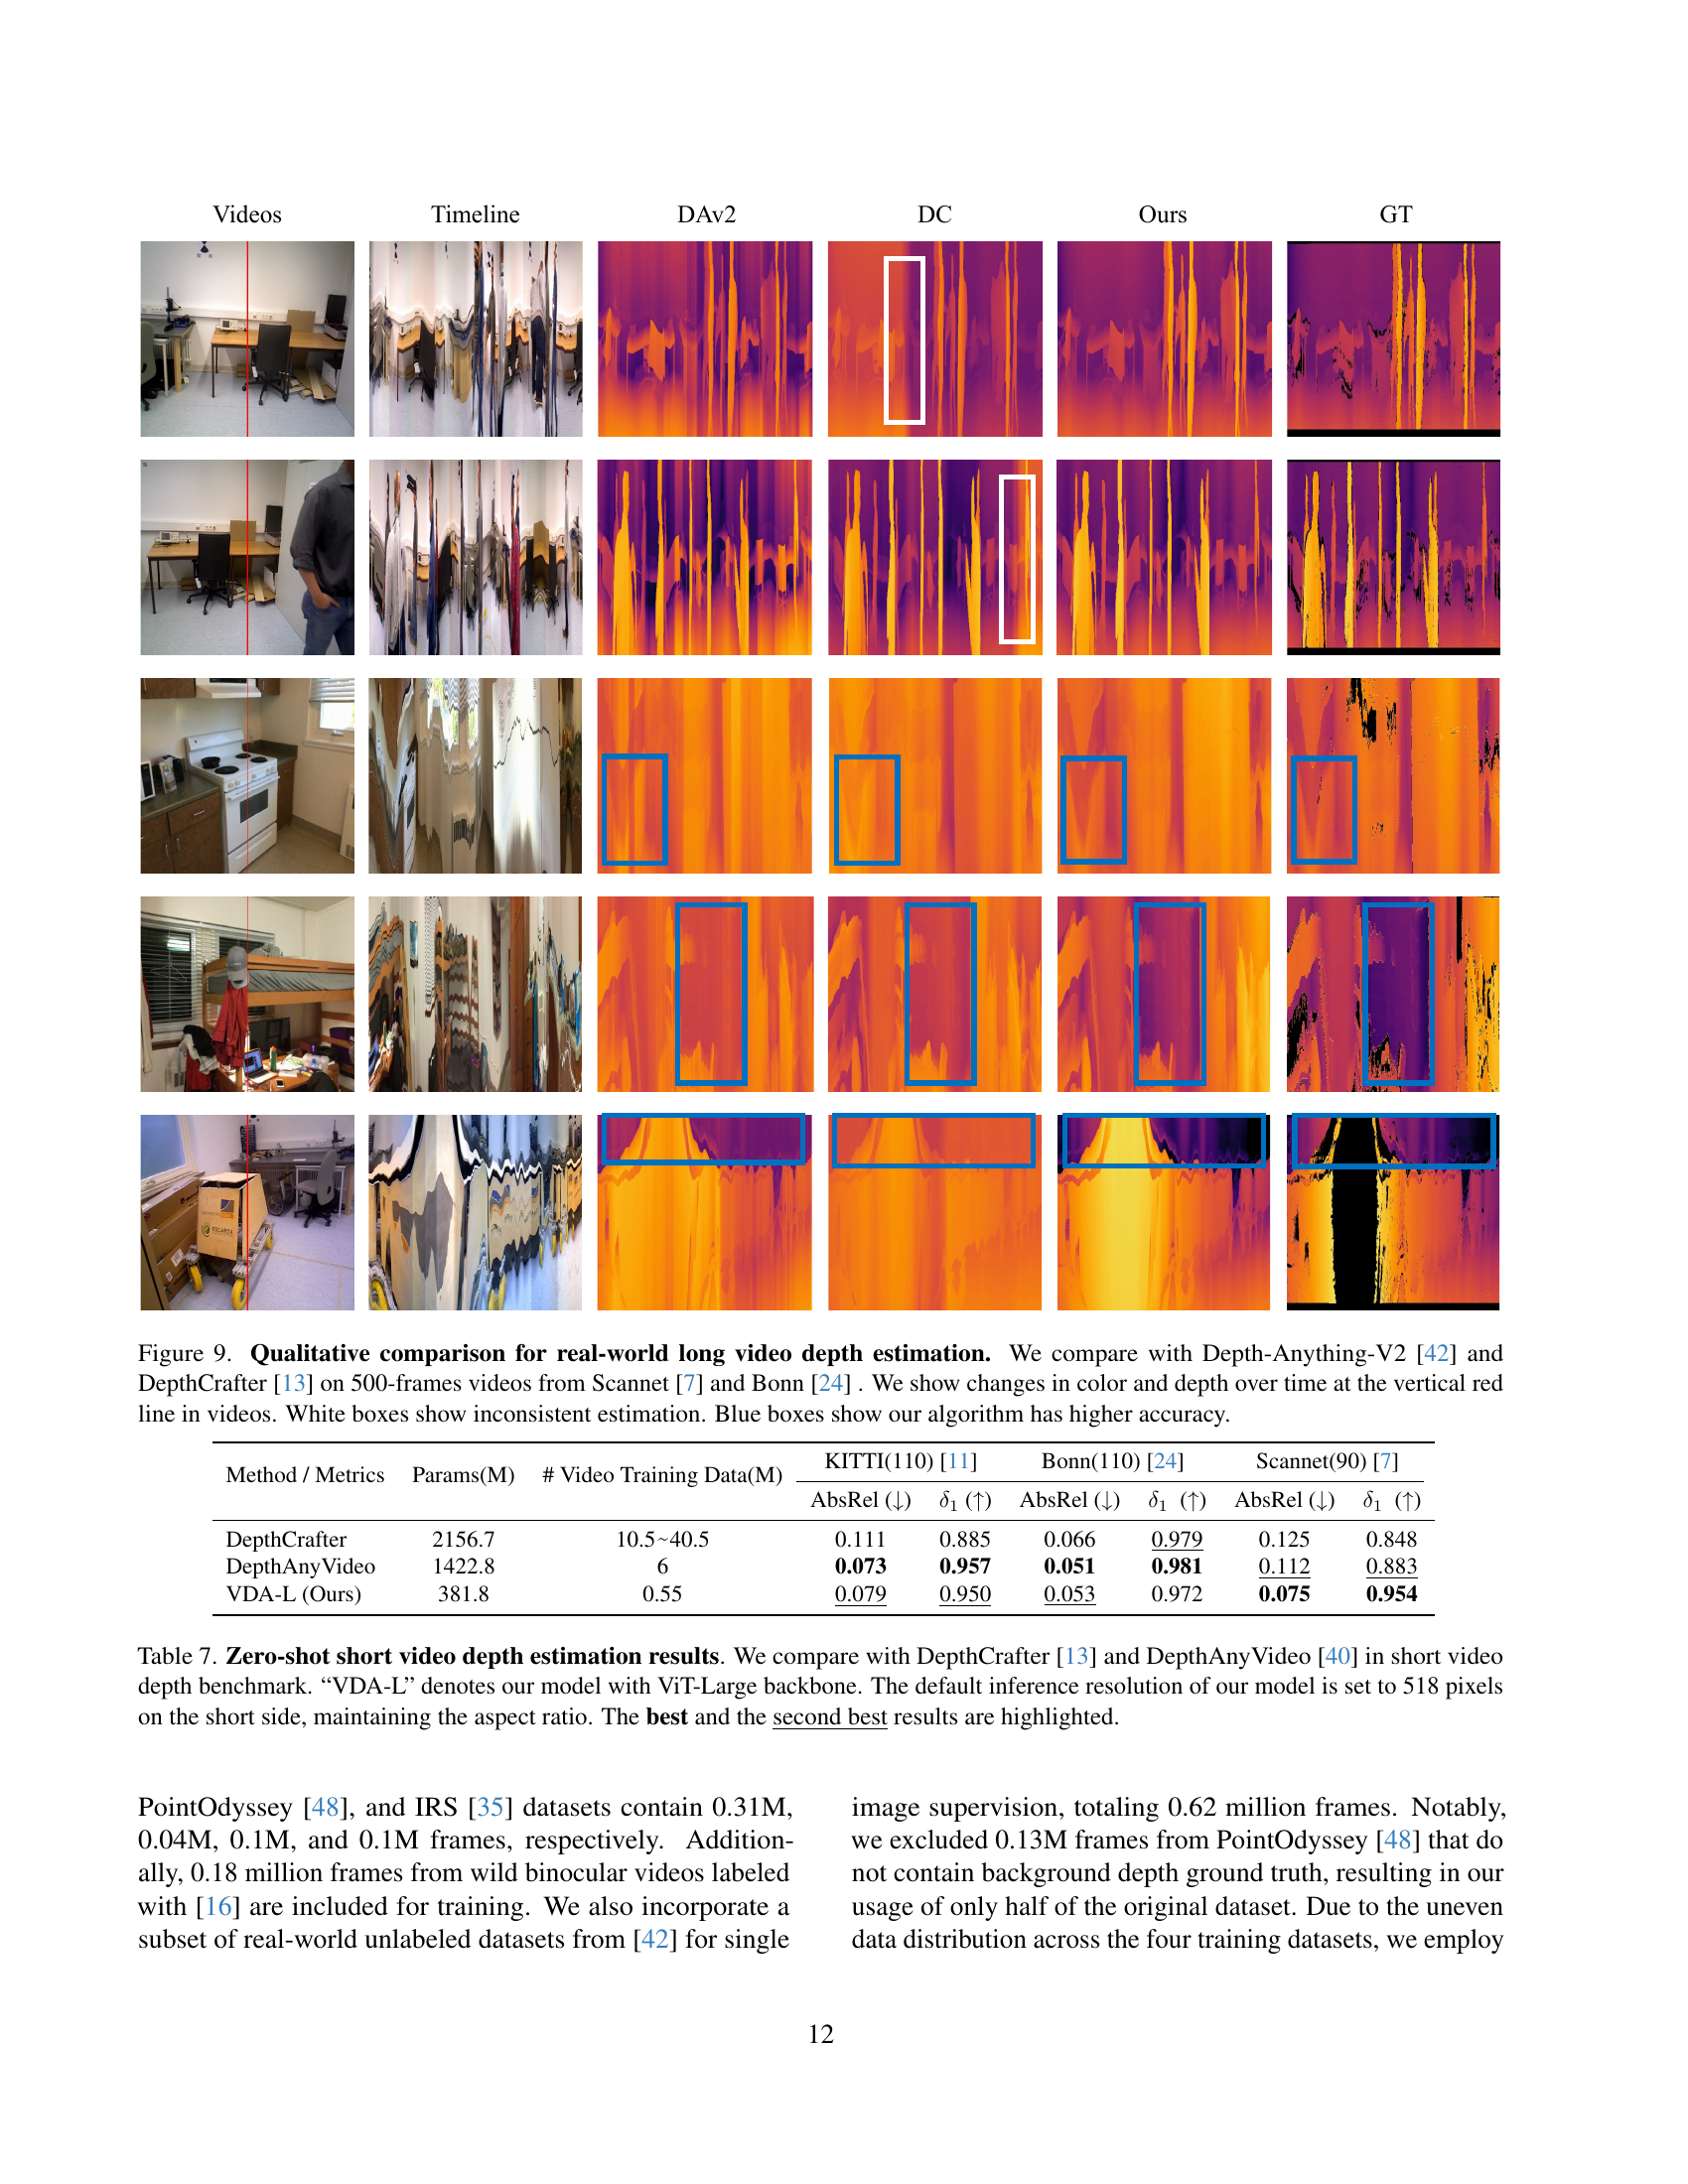 Videos Timeline DAv2 DC Ours GT
Figure 9. Qualitative comparison for real-world long video depth estimation. We compare with Depth-Anything-V2 [42] and
DepthCrafter [13] on 500-frames videos from Scannet [7] and Bonn [24] . We show changes in color and depth over time at the vertical red
line in videos. White boxes show inconsistent estimation. Blue boxes show our algorithm has higher accuracy.
Method / Metrics Params(M) # Video Training Data(M) KITTI(110) [11] Bonn(110) [24] Scannet(90) [7]
AbsRel (↓) δ1 (↑) AbsRel (↓) δ1 (↑) AbsRel (↓) δ1 (↑)
DepthCrafter 2156.7 10.5~40.5 0.111 0.885 0.066 0.979 0.125 0.848
DepthAnyVideo 1422.8 6 0.073 0.957 0.051 0.981 0.112 0.883
VDA-L (Ours) 381.8 0.55 0.079 0.950 0.053 0.972 0.075 0.954
Table 7. Zero-shot short video depth estimation results. We compare with DepthCrafter [13] and DepthAnyVideo [40] in short video
depth benchmark. “VDA-L” denotes our model with ViT-Large backbone. The default inference resolution of our model is set to 518 pixels
on the short side, maintaining the aspect ratio. The best and the second best results are highlighted.
PointOdyssey [48], and IRS [35] datasets contain 0.31M,
0.04M, 0.1M, and 0.1M frames, respectively. Addition-
ally, 0.18 million frames from wild binocular videos labeled
with [16] are included for training. We also incorporate a
subset of real-world unlabeled datasets from [42] for single
image supervision, totaling 0.62 million frames. Notably,
we excluded 0.13M frames from PointOdyssey [48] that do
not contain background depth ground truth, resulting in our
usage of only half of the original dataset. Due to the uneven
data distribution across the four training datasets, we employ
12